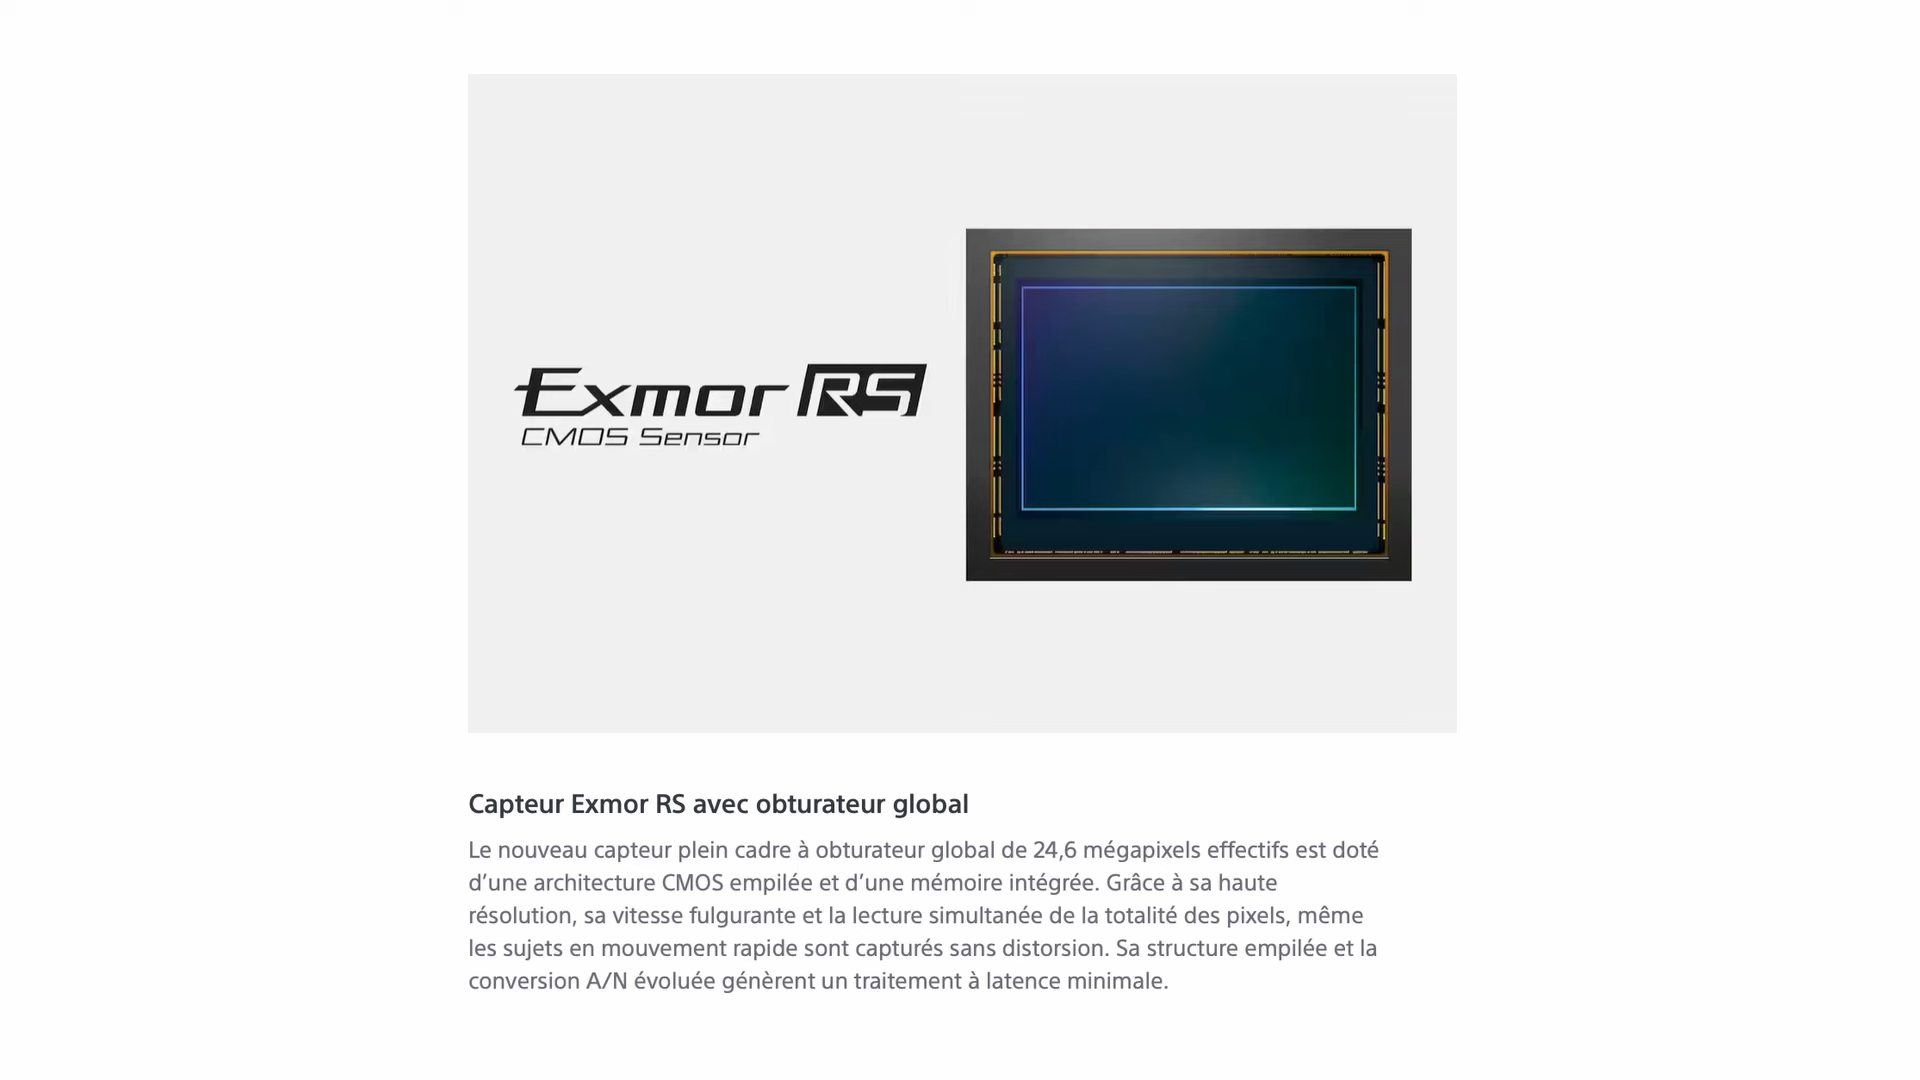 Exmor RS
CMOS Sensor
Capteur Exmor RS avec obturateur global
Le nouveau capteur plein cadre à obturateur global de 24,6 mégapixels effectifs est doté
d’une architecture CMOS empilée et d’une mémoire intégrée. Grâce à sa haute
résolution, sa vitesse fulgurante et la lecture simultanée de la totalité des pixels, même
les sujets en mouvement rapide sont capturés sans distorsion. Sa structure empilée et la
conversion A/N évoluée génèrent un traitement à latence minimale.